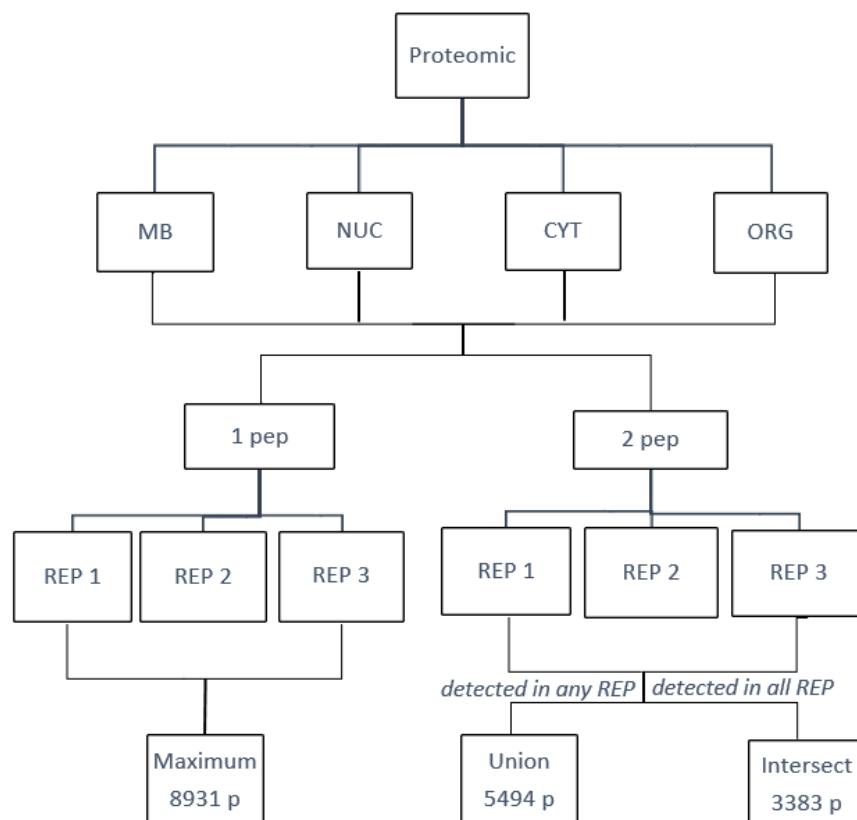 Proteomic
MB
NUC
CYT
ORG
1 pep
2 pep
REP 1
REP 2
REP 3
REP 1
REP 2
REP 3
detected in any REP
detected in all REP
Maximum
8931 p
Union
5494 p
Intersect
3383 p